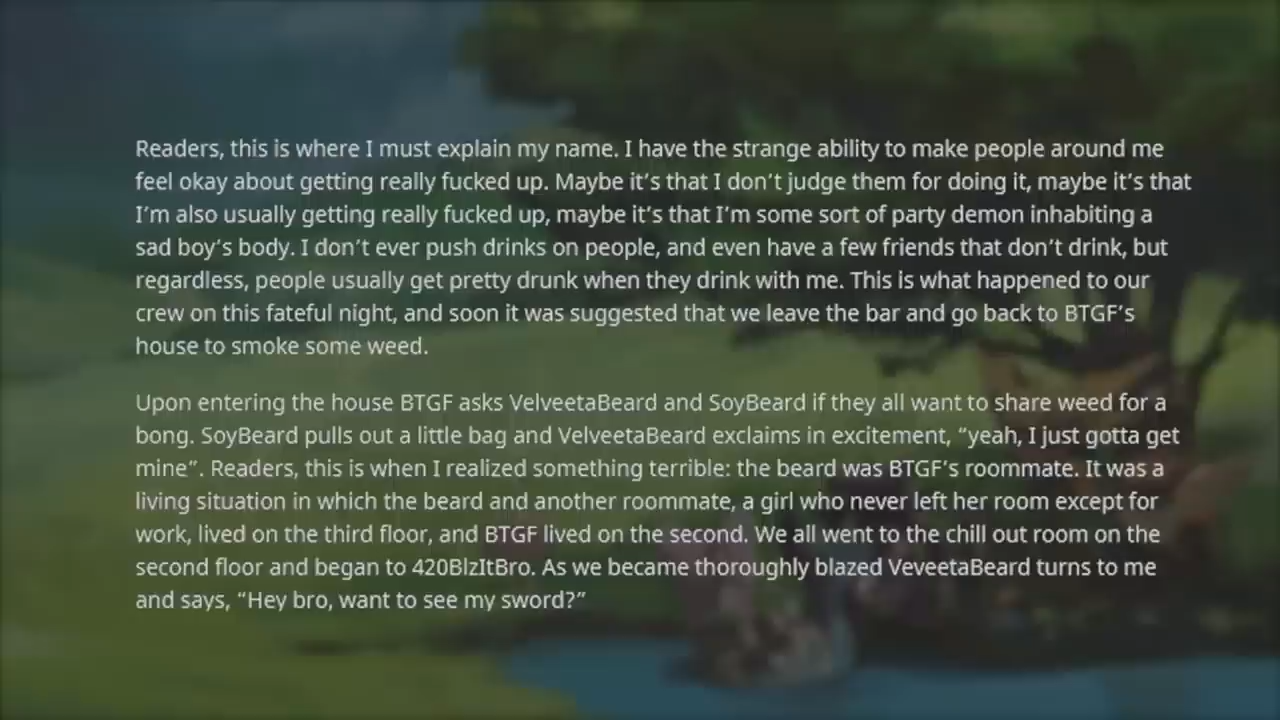 Readers, this is where I must explain my name. I have the strange ability to make people around me
feel okay about getting really fucked up. Maybe it’s that I don’t judge them for doing it, maybe it’s that
I’m also usually getting really fucked up, maybe it’s that I’m some sort of party demon inhabiting a
sad boy’s body. I don’t ever push drinks on people, and even have a few friends that don’t drink, but
regardless, people usually get pretty drunk when they drink with me. This is what happened to our
crew on this fateful night, and soon it was suggested that we leave the bar and go back to BTGF’s
house to smoke some weed.
Upon entering the house BTGF asks VelveetaBeard and SoyBeard if they all want to share weed for a
bong. SoyBeard pulls out a little bag and VelveetaBeard exclaims in excitement, “yeah, I just gotta get
mine”. Readers, this is when I realized something terrible: the beard was BTGF’s roommate. It was a
living situation in which the beard and another roommate, a girl who never left her room except for
work, lived on the third floor, and BTGF lived on the second. We all went to the chill out room on the
second floor and began to 420BlzItBro. As we became thoroughly blazed VeveetaBeard turns to me
and says, “Hey bro, want to see my sword?”